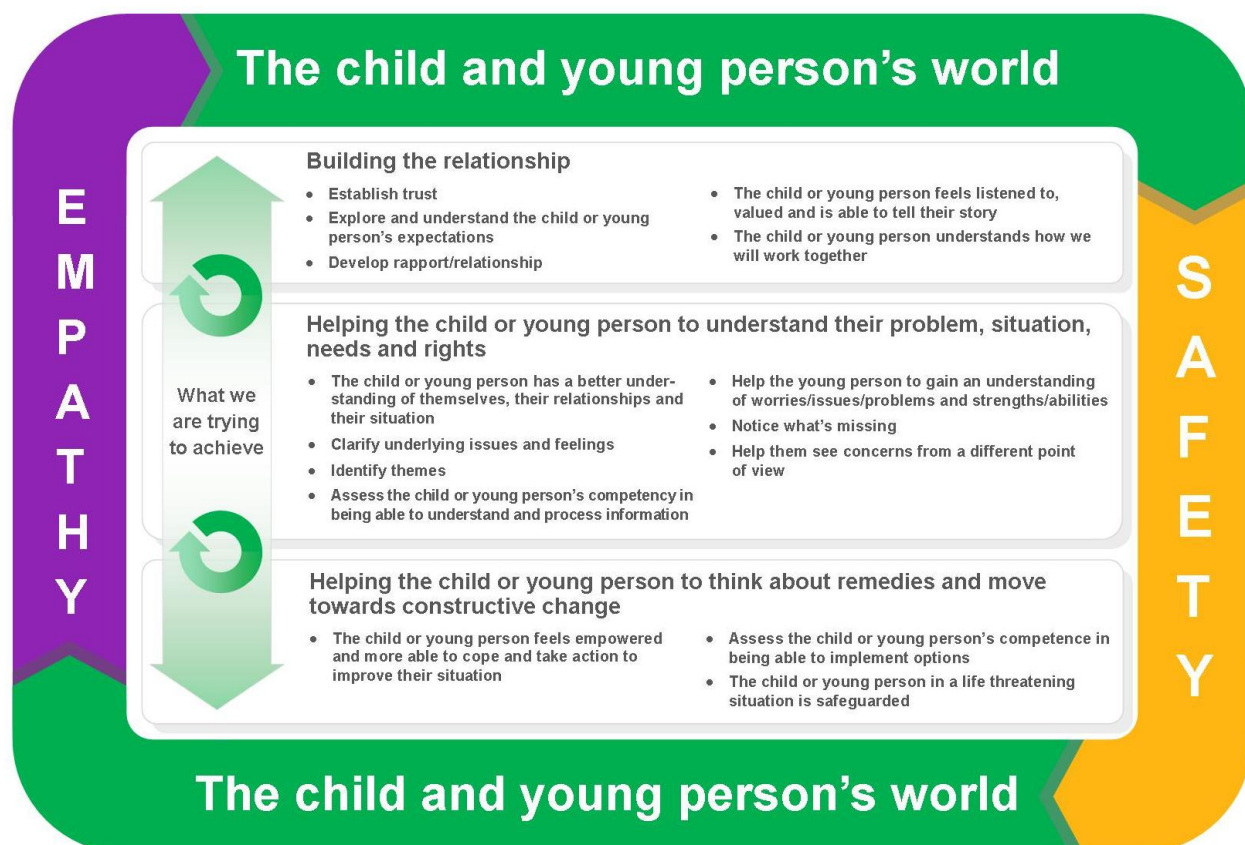 The child and young person’s world
EMPATHY
What we
are trying
to achieve
Building the relationship
• Establish trust
• Explore and understand the child or young
person’s expectations
• Develop rapport/relationship
• The child or young person feels listened to,
valued and is able to tell their story
• The child or young person understands how we
will work together
Helping the child or young person to understand their problem, situation,
needs and rights
• The child or young person has a better under-
standing of themselves, their relationships and
their situation
• Clarify underlying issues and feelings
• Identify themes
• Assess the child or young person’s competency in
being able to understand and process information
• Help the young person to gain an understanding
of worries/issues/problems and strengths/abilities
• Notice what’s missing
• Help them see concerns from a different point
of view
Helping the child or young person to think about remedies and move
towards constructive change
• The child or young person feels empowered
and more able to cope and take action to
improve their situation
• Assess the child or young person’s competence in
being able to implement options
• The child or young person in a life threatening
situation is safeguarded
SAFETY
The child and young person’s world